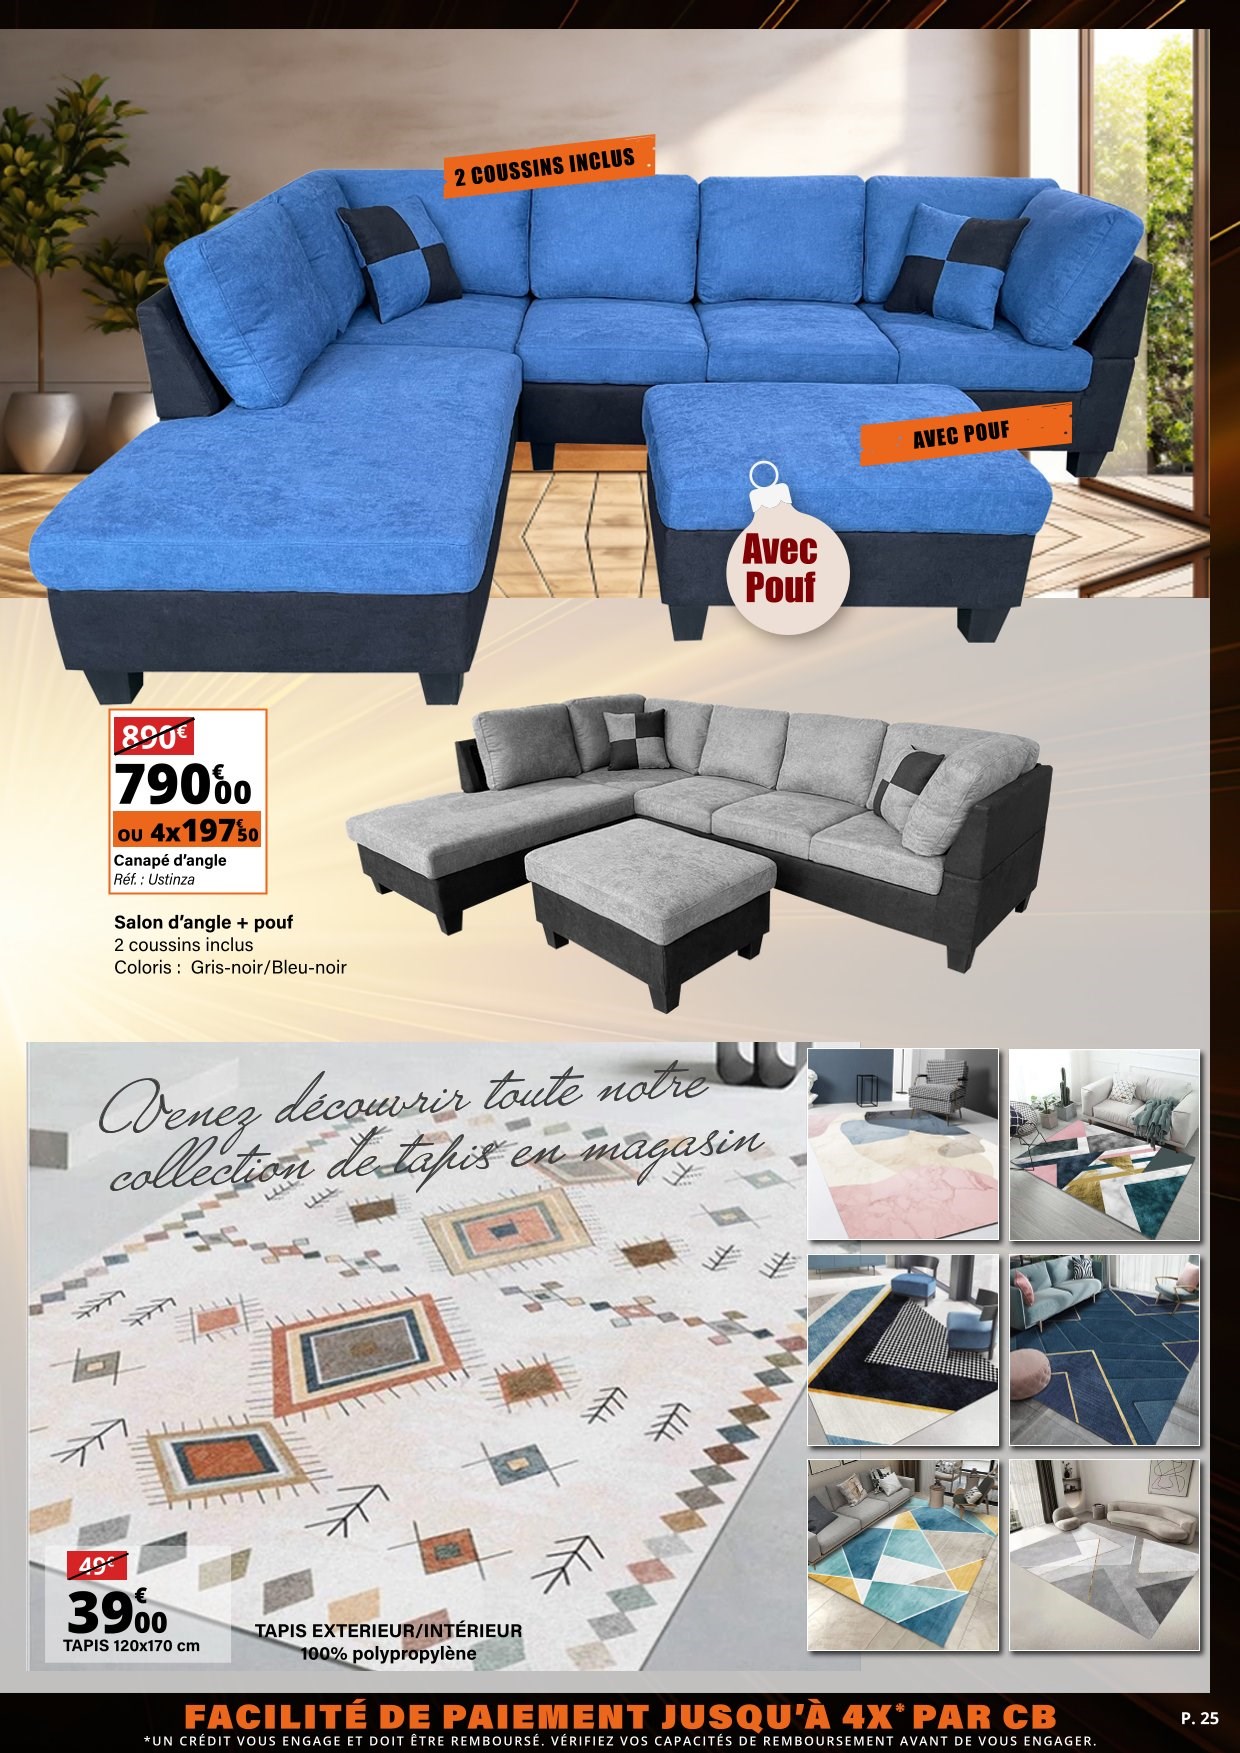 2 COUSSINS INCLUS
AVEC POUF
Avec
Pouf
890€
790€00
OU 4x197€50
Canapé d'angle
Réf. : Ustinza
Salon d'angle + pouf
2 coussins inclus
Coloris : Gris-noir/Bleu-noir
Venez découvrir toute notre
collection de tapis en magasin
49€
39€00
TAPIS 120x170 cm
TAPIS EXTERIEUR/INTÉRIEUR
100% polypropylène
FACILITÉ DE PAIEMENT JUSQU'À 4X* PAR CB
*UN CRÉDIT VOUS ENGAGE ET DOIT ÊTRE REMBOURSÉ. VÉRIFIEZ VOS CAPACITÉS DE REMBOURSEMENT AVANT DE VOUS ENGAGER.
P. 25